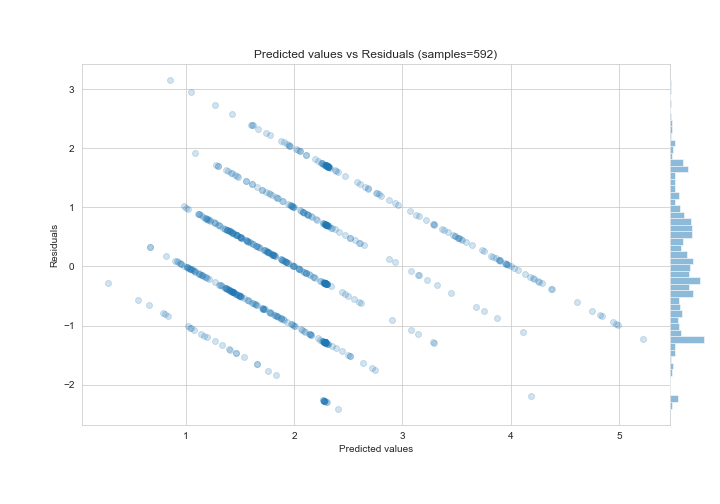 Predicted values vs Residuals (samples=592)
3
2
1
0
−1
−2
Residuals
1 2 3 4 5
Predicted values